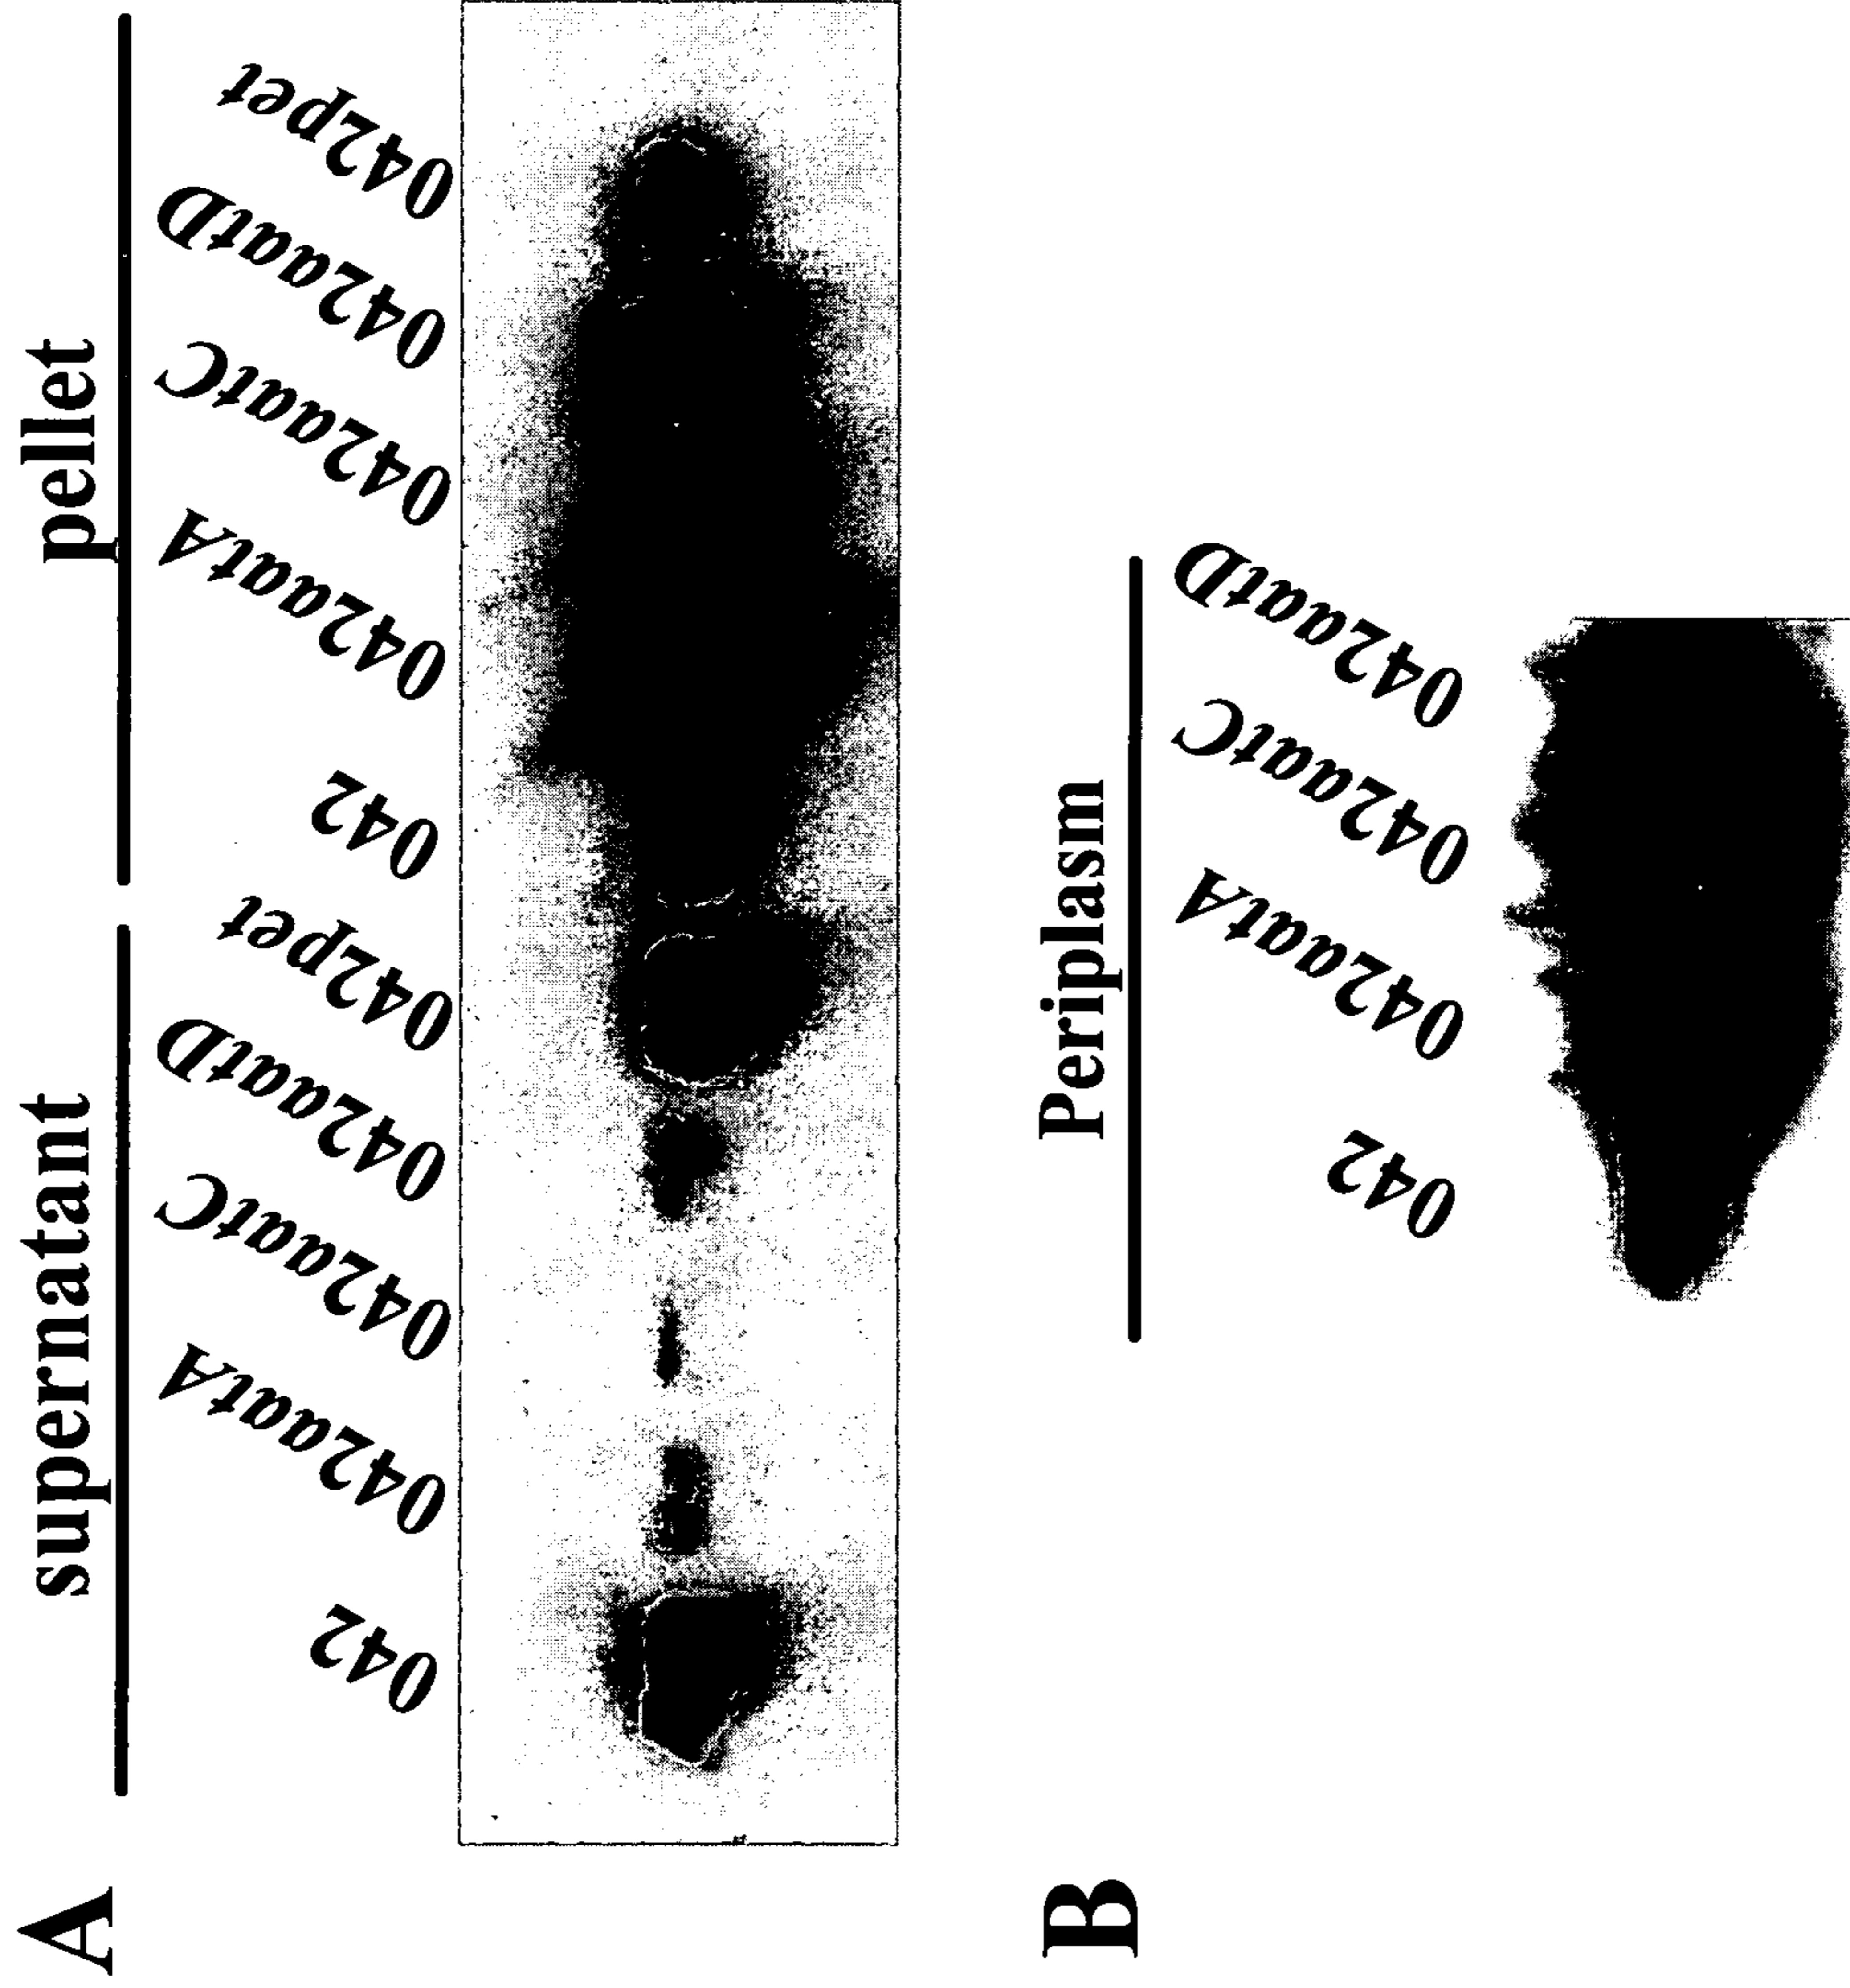 A
supernatant pellet
042 042aatA 042aatC 042aatD 042pet 042 042aatA 042aatC 042aatD 042pet
B
Periplasm
042 042aatA 042aatC 042aatD